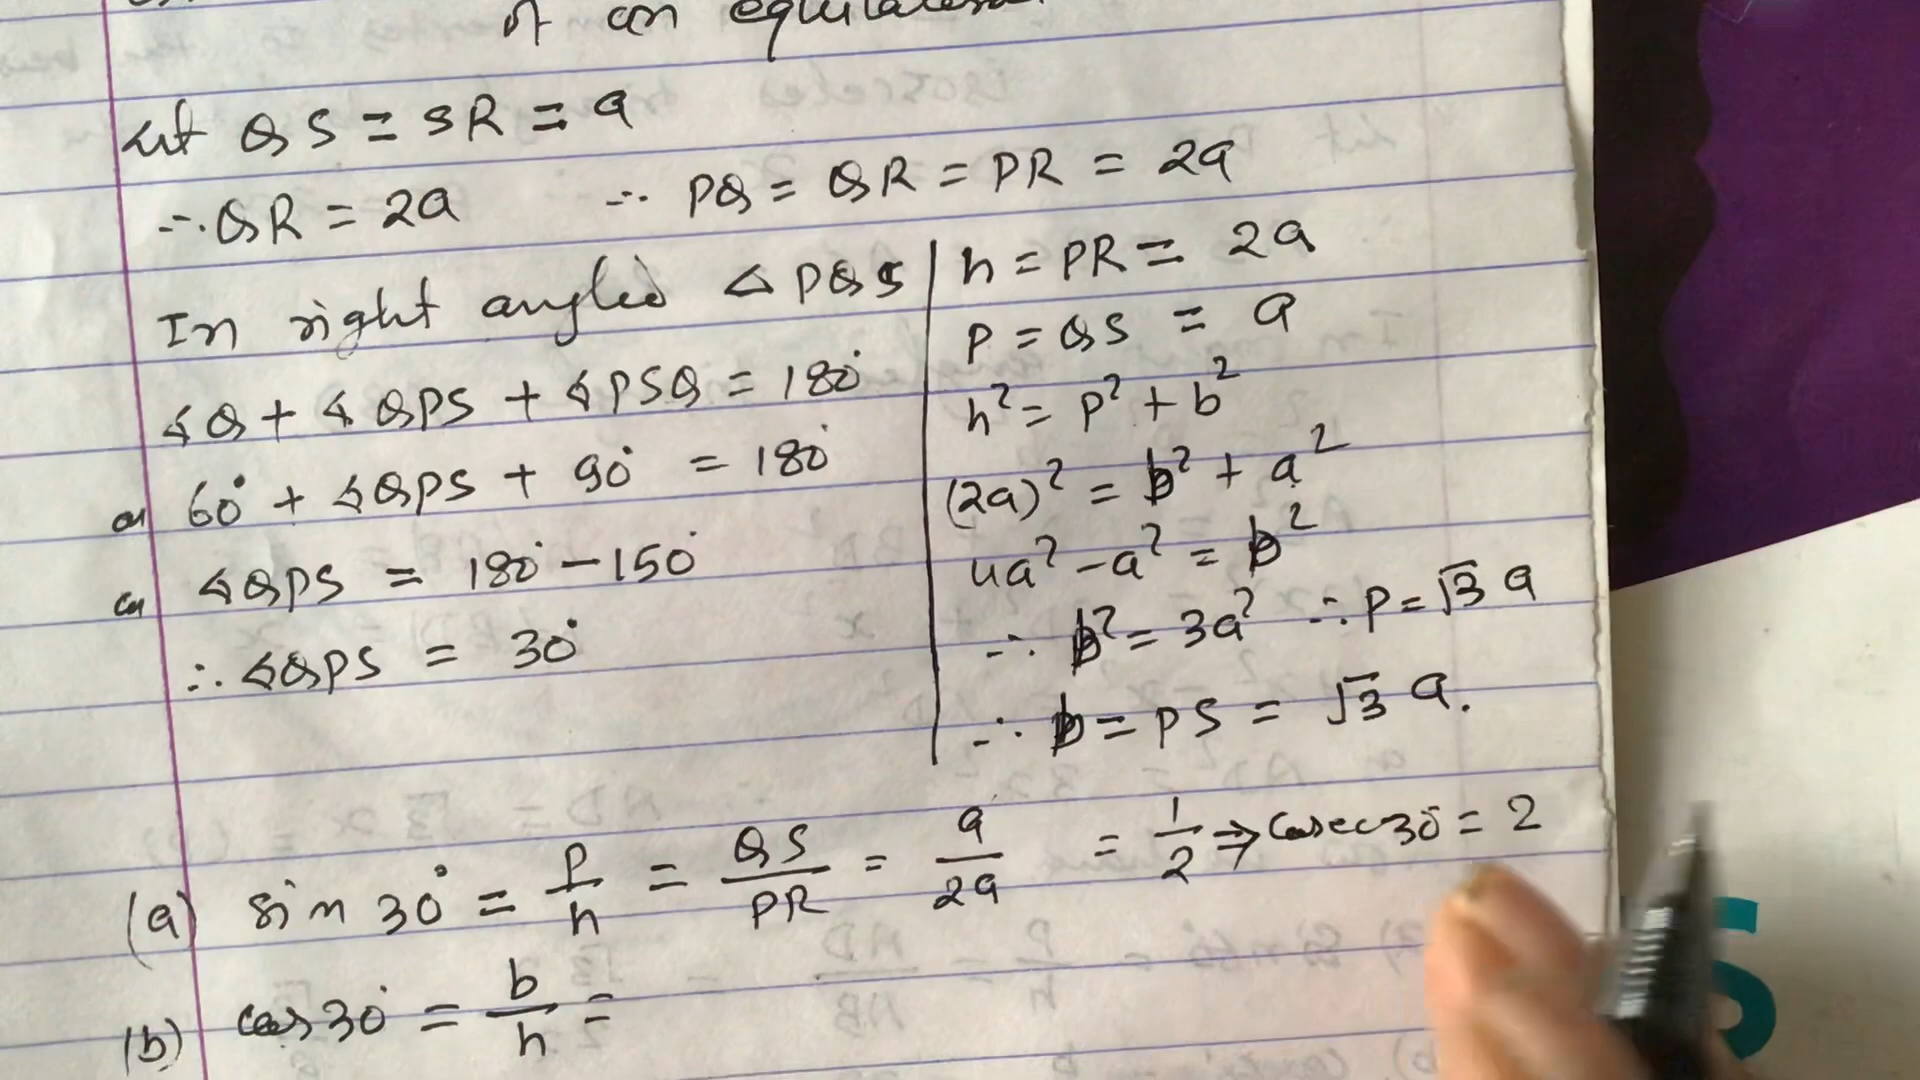 of an equilateral
Let QS = SR = a
∴ QR = 2a ∴ PQ = QR = PR = 2a
In right angled △ PQS
∡Q + ∡QPS + ∡PSQ = 180°
or 60° + ∡QPS + 90° = 180°
or ∡QPS = 180° - 150°
∴ ∡QPS = 30°
h = PR = 2a
P = QS = a
h² = p² + b²
(2a)² = b² + a²
4a² - a² = b²
∴ b² = 3a² ∴ P = √3 a
∴ b = PS = √3 a.
(a) sin 30° = p/h = QS/PR = a/2a = 1/2 ⇒ Cosec 30° = 2
(b) cos 30° = b/h =